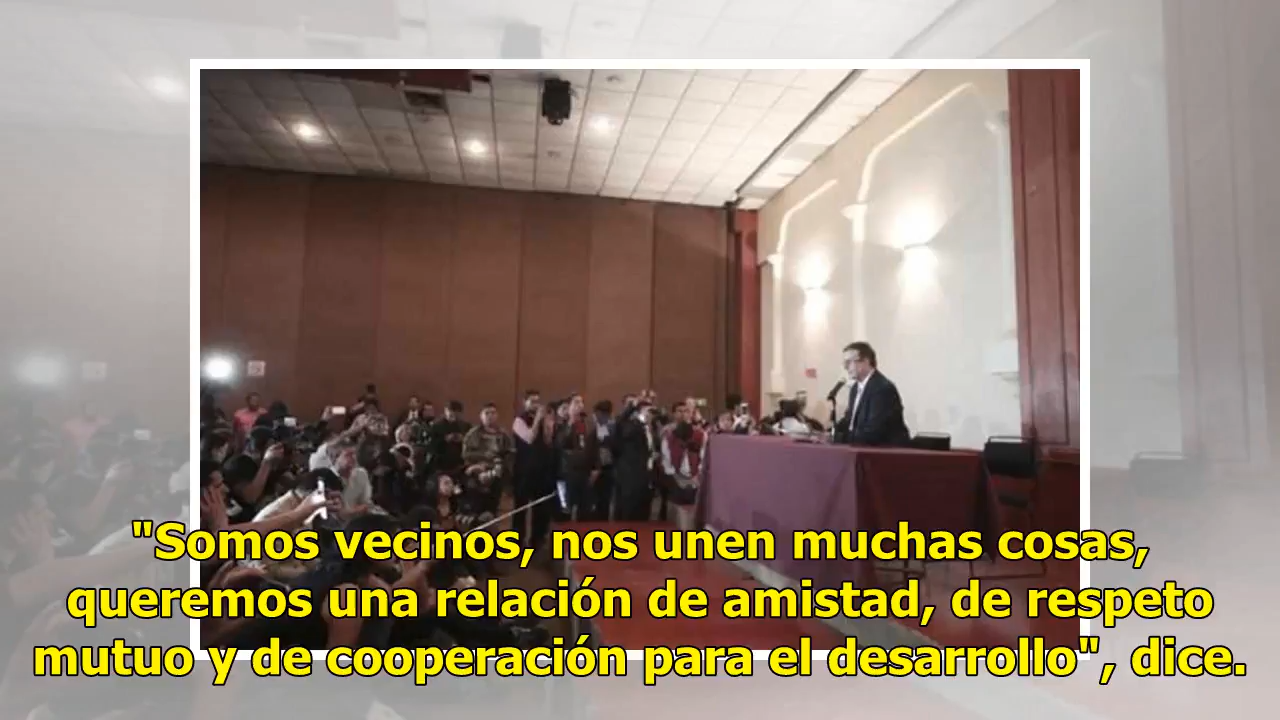 "Somos vecinos, nos unen muchas cosas,
queremos una relación de amistad, de respeto
mutuo y de cooperación para el desarrollo", dice.